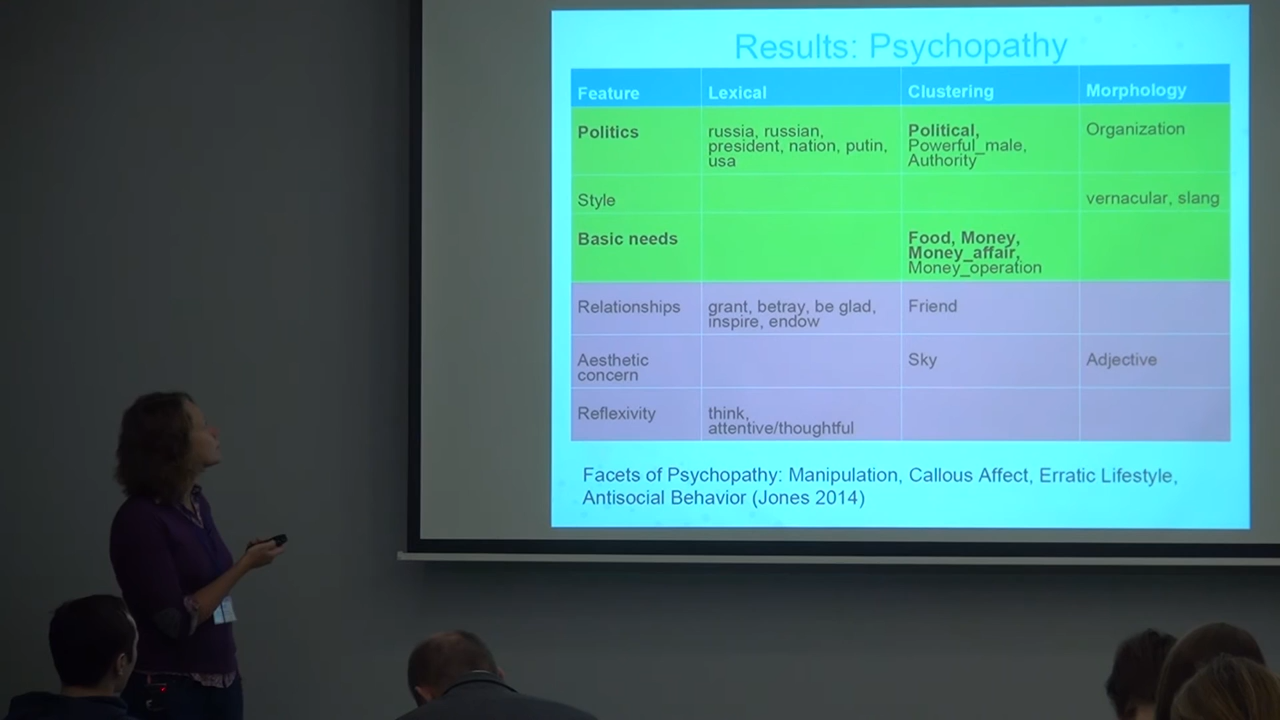 Results: Psychopathy
Feature Lexical Clustering Morphology
Politics
russia, russian,
president, nation, putin,
usa
Political,
Powerful_male,
Authority
Organization
Style
vernacular, slang
Basic needs
Food, Money,
Money_affair,
Money_operation
Relationships
grant, betray, be glad,
inspire, endow
Friend
Aesthetic
concern
Sky
Adjective
Reflexivity
think,
attentive/thoughtful
Facets of Psychopathy: Manipulation, Callous Affect, Erratic Lifestyle,
Antisocial Behavior (Jones 2014)